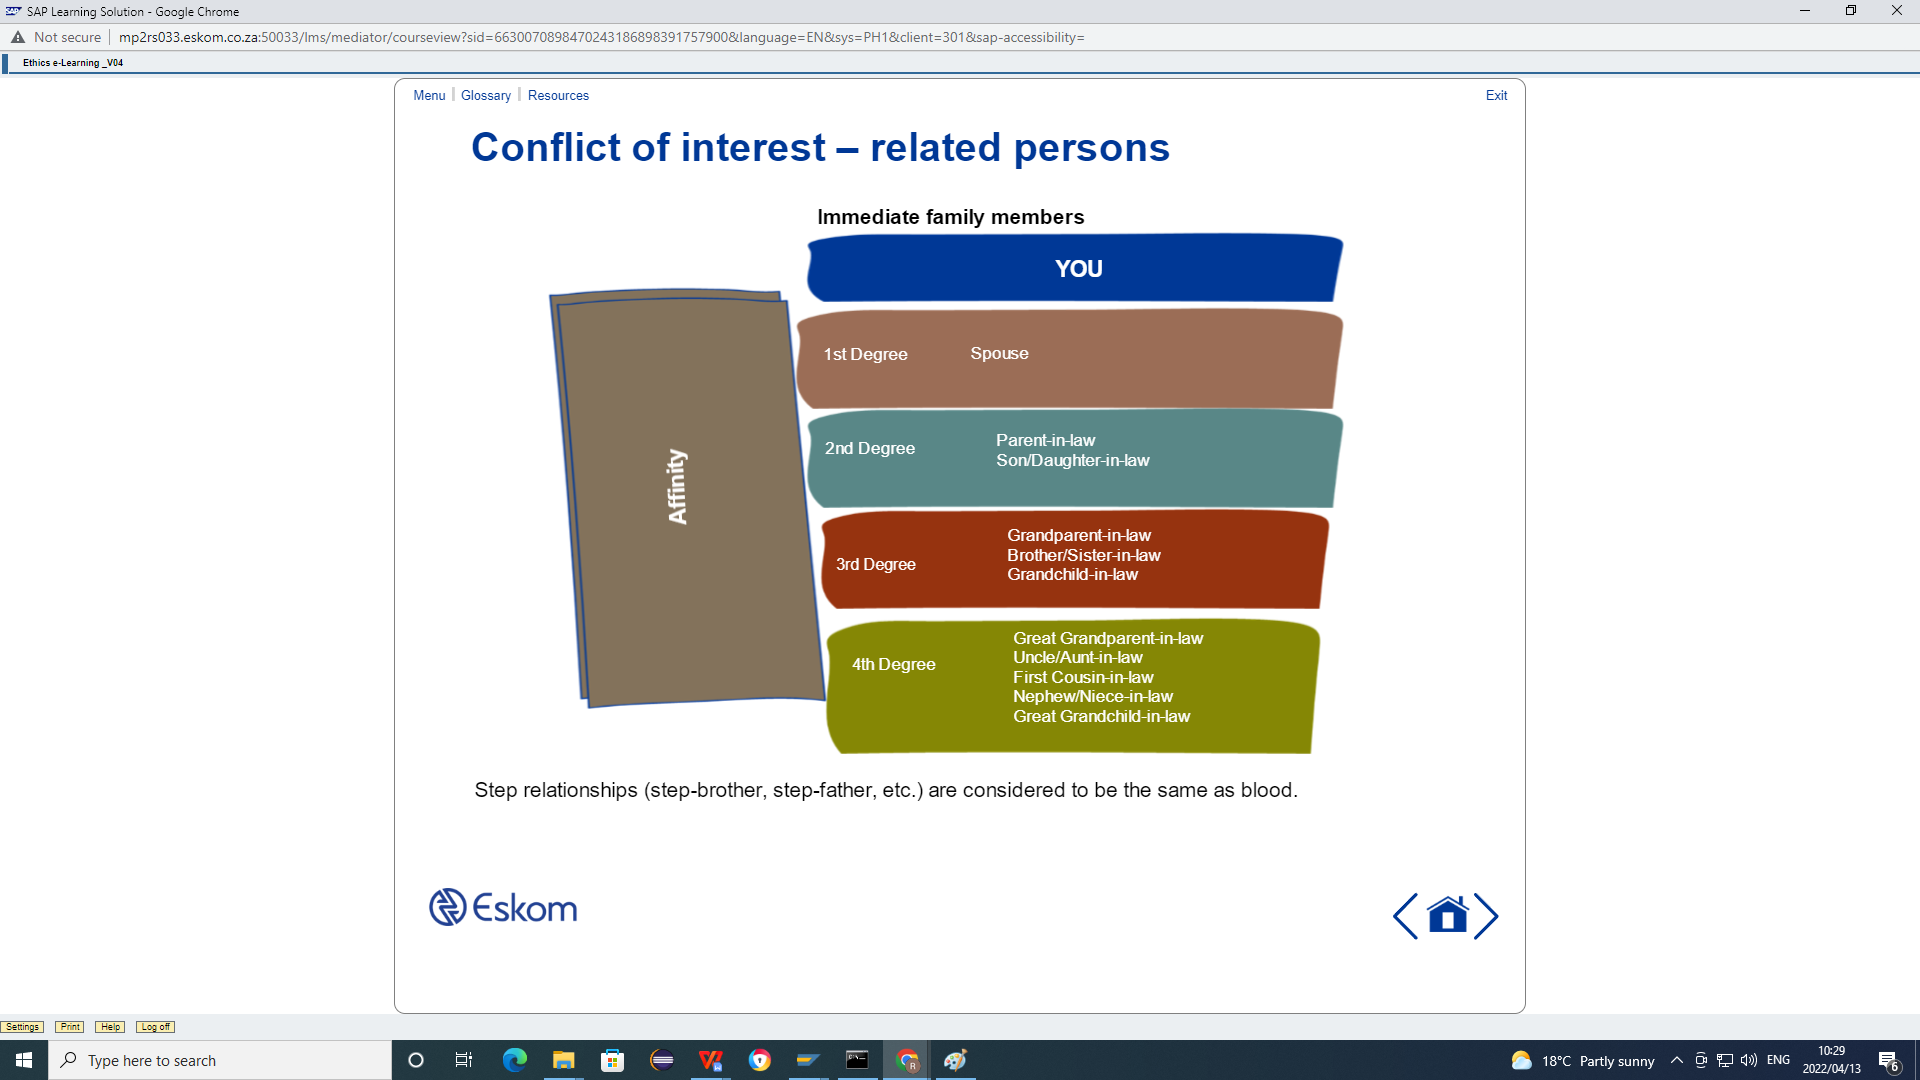 SAP Learning Solution - Google Chrome
Not secure mp2rs033.eskom.co.za:50033/lms/mediator/courseview?sid=6630070898470243186898391757900&language=EN&sys=PH1&client=301&sap-accessibility=
Ethics e-Learning _V04
Menu Glossary Resources Exit
Conflict of interest – related persons
Immediate family members
YOU
Affinity
1st Degree Spouse
2nd Degree
Parent-in-law
Son/Daughter-in-law
3rd Degree
Grandparent-in-law
Brother/Sister-in-law
Grandchild-in-law
4th Degree
Great Grandparent-in-law
Uncle/Aunt-in-law
First Cousin-in-law
Nephew/Niece-in-law
Great Grandchild-in-law
Step relationships (step-brother, step-father, etc.) are considered to be the same as blood.
Eskom
Settings Print Help Log off
Type here to search
18°C Partly sunny
ENG
10:29
2022/04/13
6